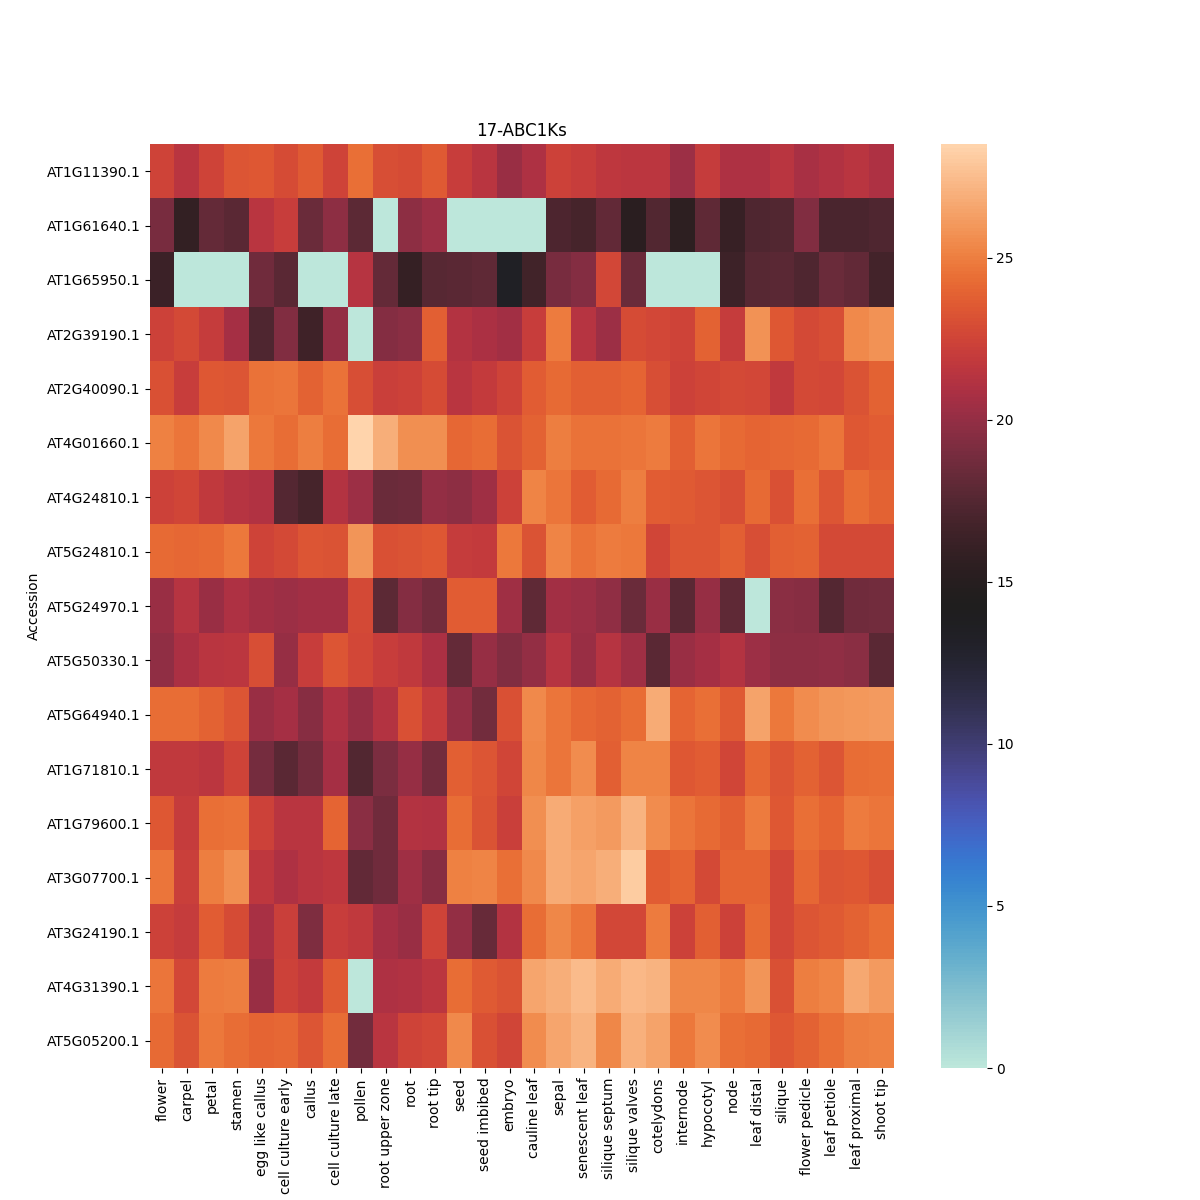 17-ABC1Ks
AT1G11390.1
AT1G61640.1
AT1G65950.1
AT2G39190.1
AT2G40090.1
AT4G01660.1
AT4G24810.1
AT5G24810.1
AT5G24970.1
AT5G50330.1
AT5G64940.1
AT1G71810.1
AT1G79600.1
AT3G07700.1
AT3G24190.1
AT4G31390.1
AT5G05200.1
Accession
flower
carpel
petal
stamen
egg like callus
cell culture early
callus
cell culture late
pollen
root upper zone
root
root tip
seed
seed imbibed
embryo
cauline leaf
sepal
senescent leaf
silique septum
silique valves
cotelydons
internode
hypocotyl
node
leaf distal
silique
flower pedicle
leaf petiole
leaf proximal
shoot tip
25
20
15
10
5
0